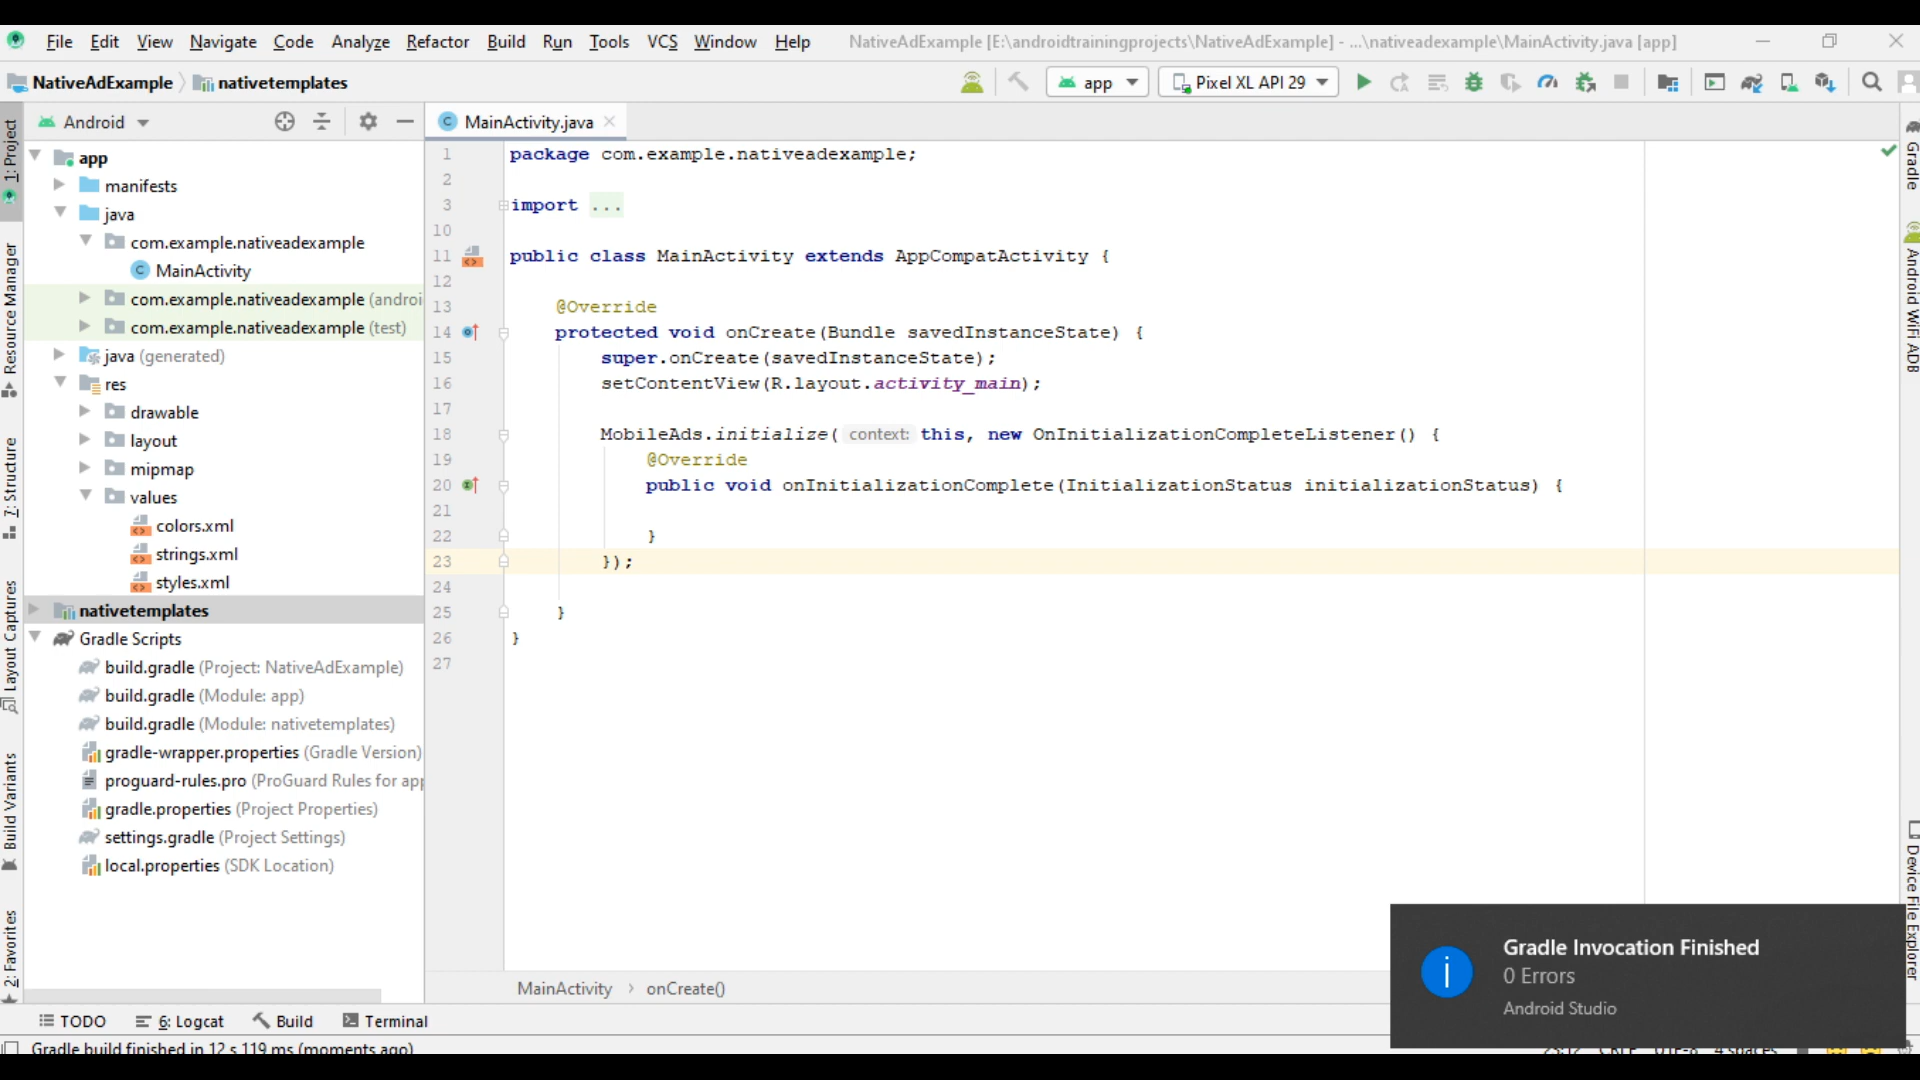 File Edit View Navigate Code Analyze Refactor Build Run Tools VCS Window Help NativeAdExample [E:\androidtrainingprojects\NativeAdExample] - ...\nativeadexample\MainActivity.java [app]
NativeAdExample nativetemplates app Pixel XL API 29
Android
MainActivity.java
1: Project
Resource Manager
7: Structure
Layout Captures
Build Variants
2: Favorites
app
manifests
java
com.example.nativeadexample
MainActivity
com.example.nativeadexample (androi
com.example.nativeadexample (test)
java (generated)
res
drawable
layout
mipmap
values
colors.xml
strings.xml
styles.xml
nativetemplates
Gradle Scripts
build.gradle (Project: NativeAdExample)
build.gradle (Module: app)
build.gradle (Module: nativetemplates)
gradle-wrapper.properties (Gradle Version)
proguard-rules.pro (ProGuard Rules for app
gradle.properties (Project Properties)
settings.gradle (Project Settings)
local.properties (SDK Location)
1 package com.example.nativeadexample;
2
3 import ...
10
11 public class MainActivity extends AppCompatActivity {
12
13 @Override
14 protected void onCreate(Bundle savedInstanceState) {
15 super.onCreate(savedInstanceState);
16 setContentView(R.layout.activity_main);
17
18 MobileAds.initialize( context: this, new OnInitializationCompleteListener() {
19 @Override
20 public void onInitializationComplete(InitializationStatus initializationStatus) {
21
22 }
23 });
24
25 }
26 }
27
Gradle
Android WiFi ADB
Device File Explorer
MainActivity › onCreate()
Gradle Invocation Finished
0 Errors
Android Studio
TODO 6: Logcat Build Terminal
Gradle build finished in 12 s 119 ms (moments ago)
23:12 CRLF UTF-8 4 spaces